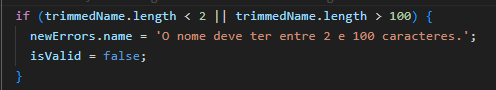 if (trimmedName.length < 2 || trimmedName.length > 100) {
newErrors.name = 'O nome deve ter entre 2 e 100 caracteres.';
isValid = false;
}